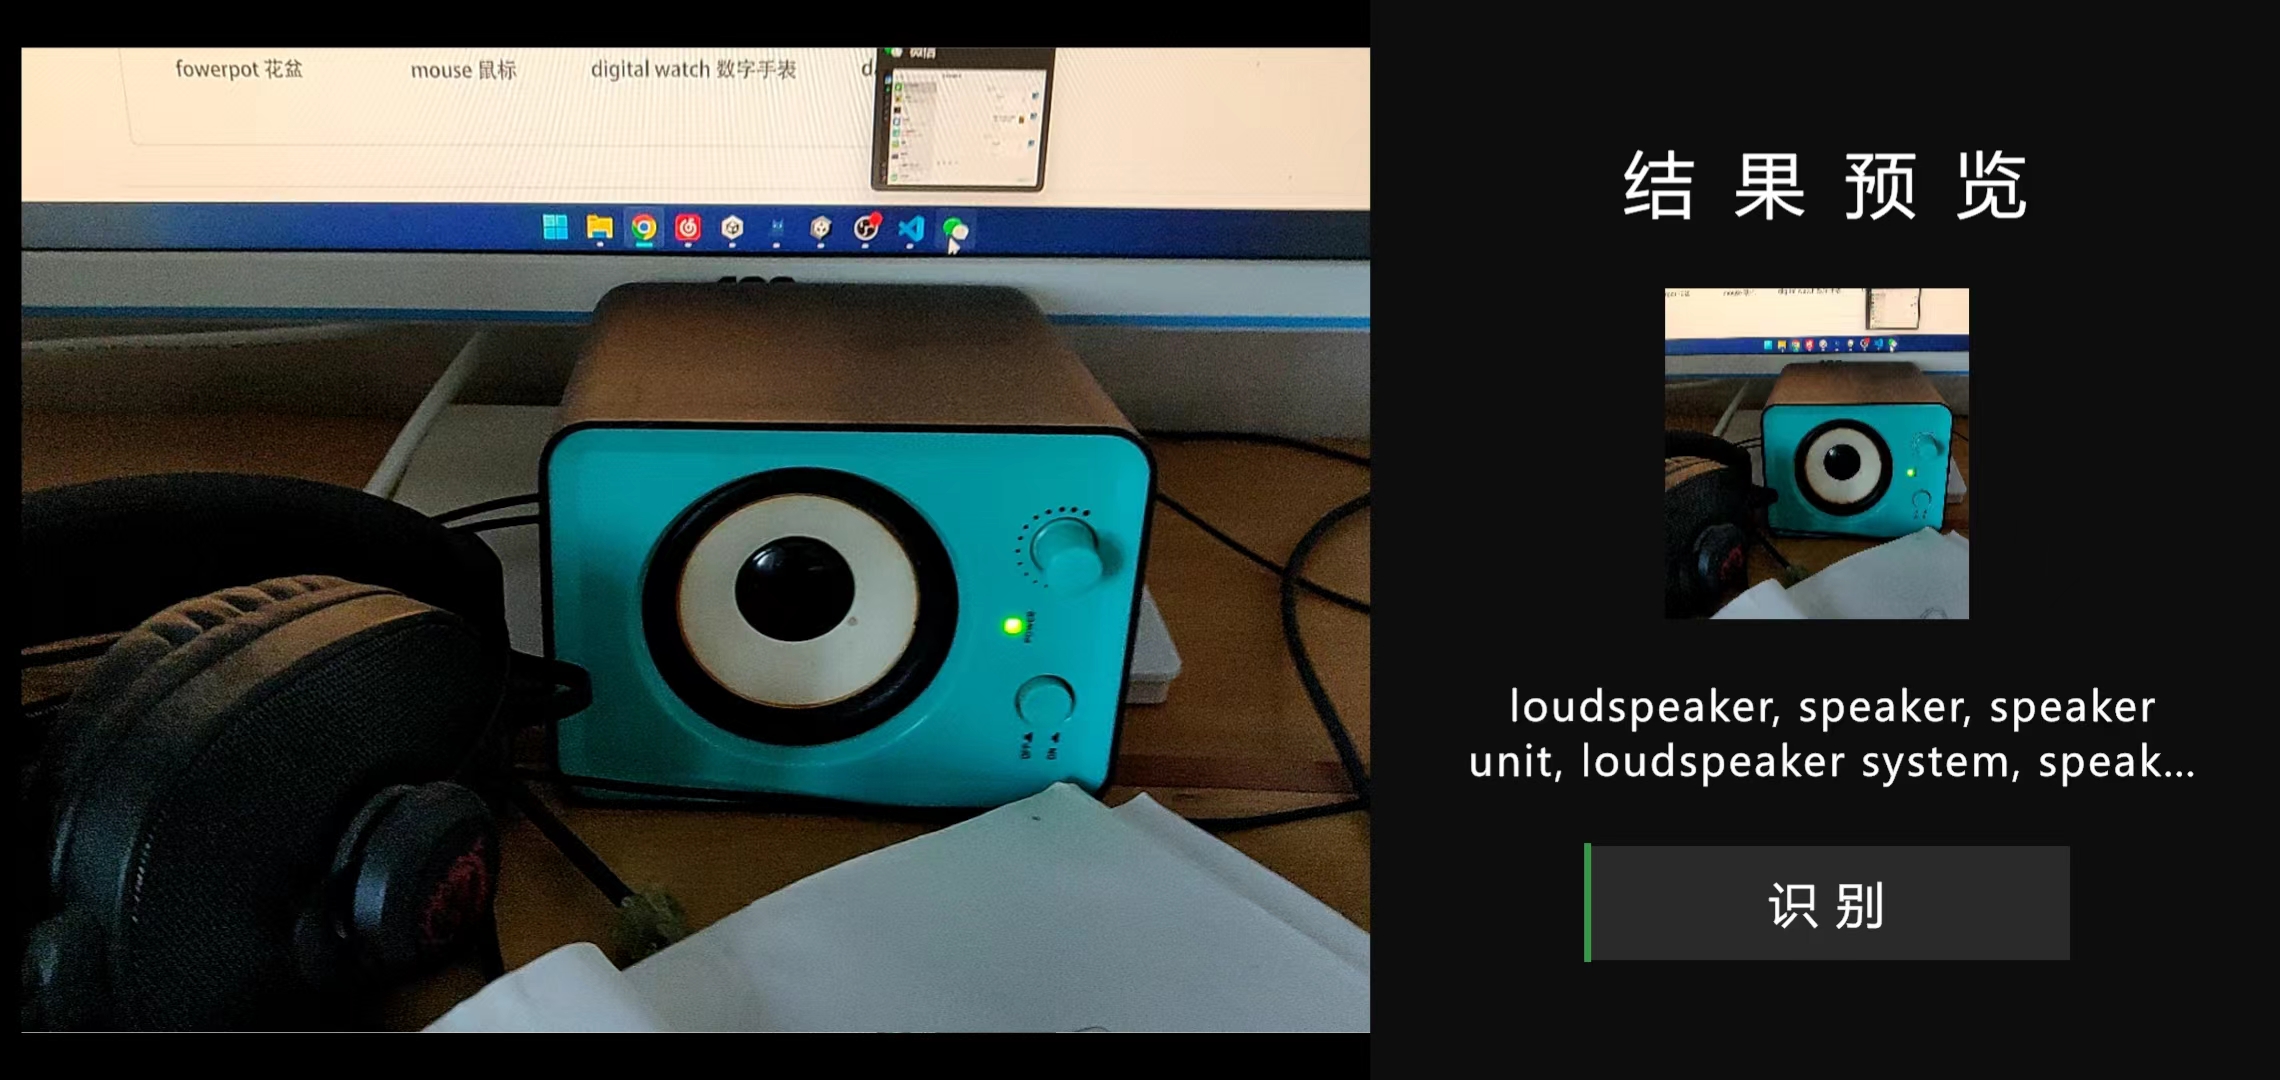 fowerpot 花盆
mouse 鼠标
digital watch 数字手表
微信
POWER
OFF
ON
结果预览
loudspeaker, speaker, speaker
unit, loudspeaker system, speak...
识别